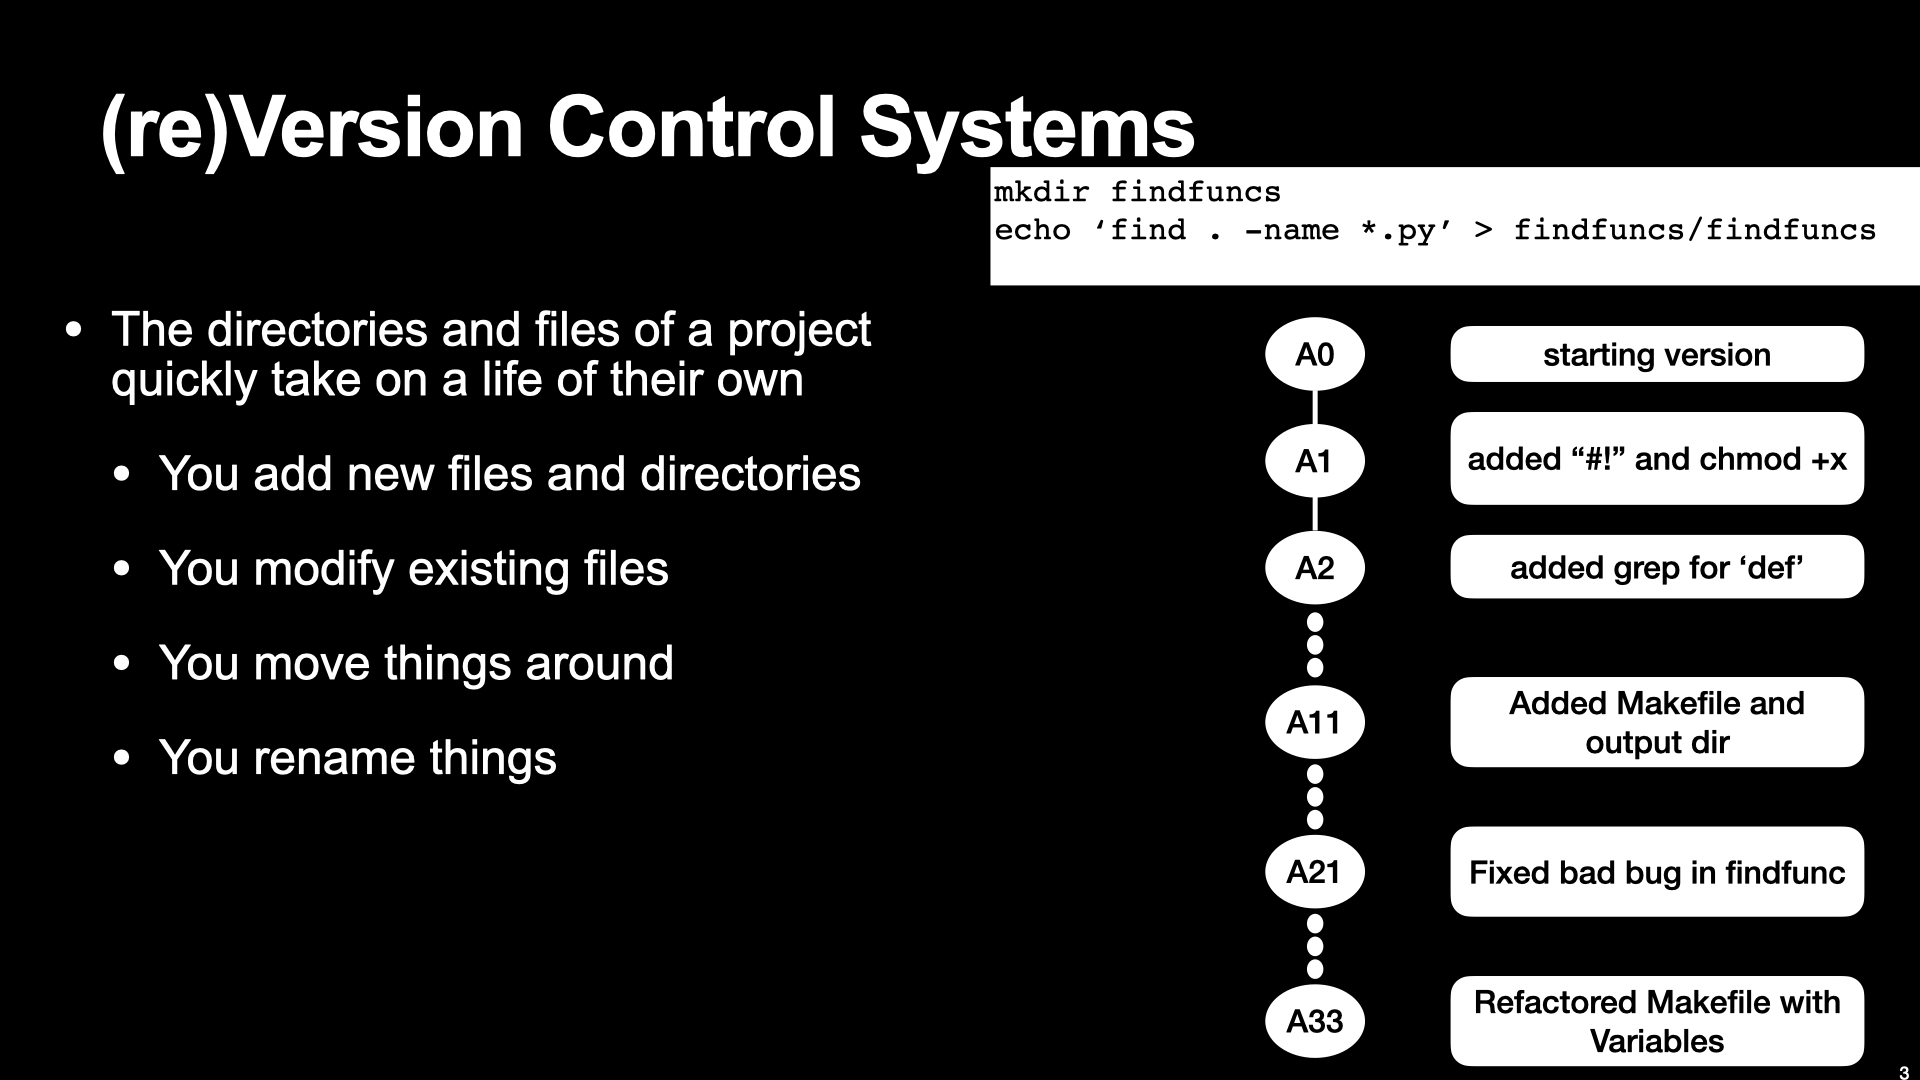 (re)Version Control Systems
mkdir findfuncs
echo ‘find . -name *.py’ > findfuncs/findfuncs
• The directories and files of a project
quickly take on a life of their own
• You add new files and directories
• You modify existing files
• You move things around
• You rename things
A0
starting version
A1
added “#!” and chmod +x
A2
added grep for ‘def’
A11
Added Makefile and
output dir
A21
Fixed bad bug in findfunc
A33
Refactored Makefile with
Variables
3